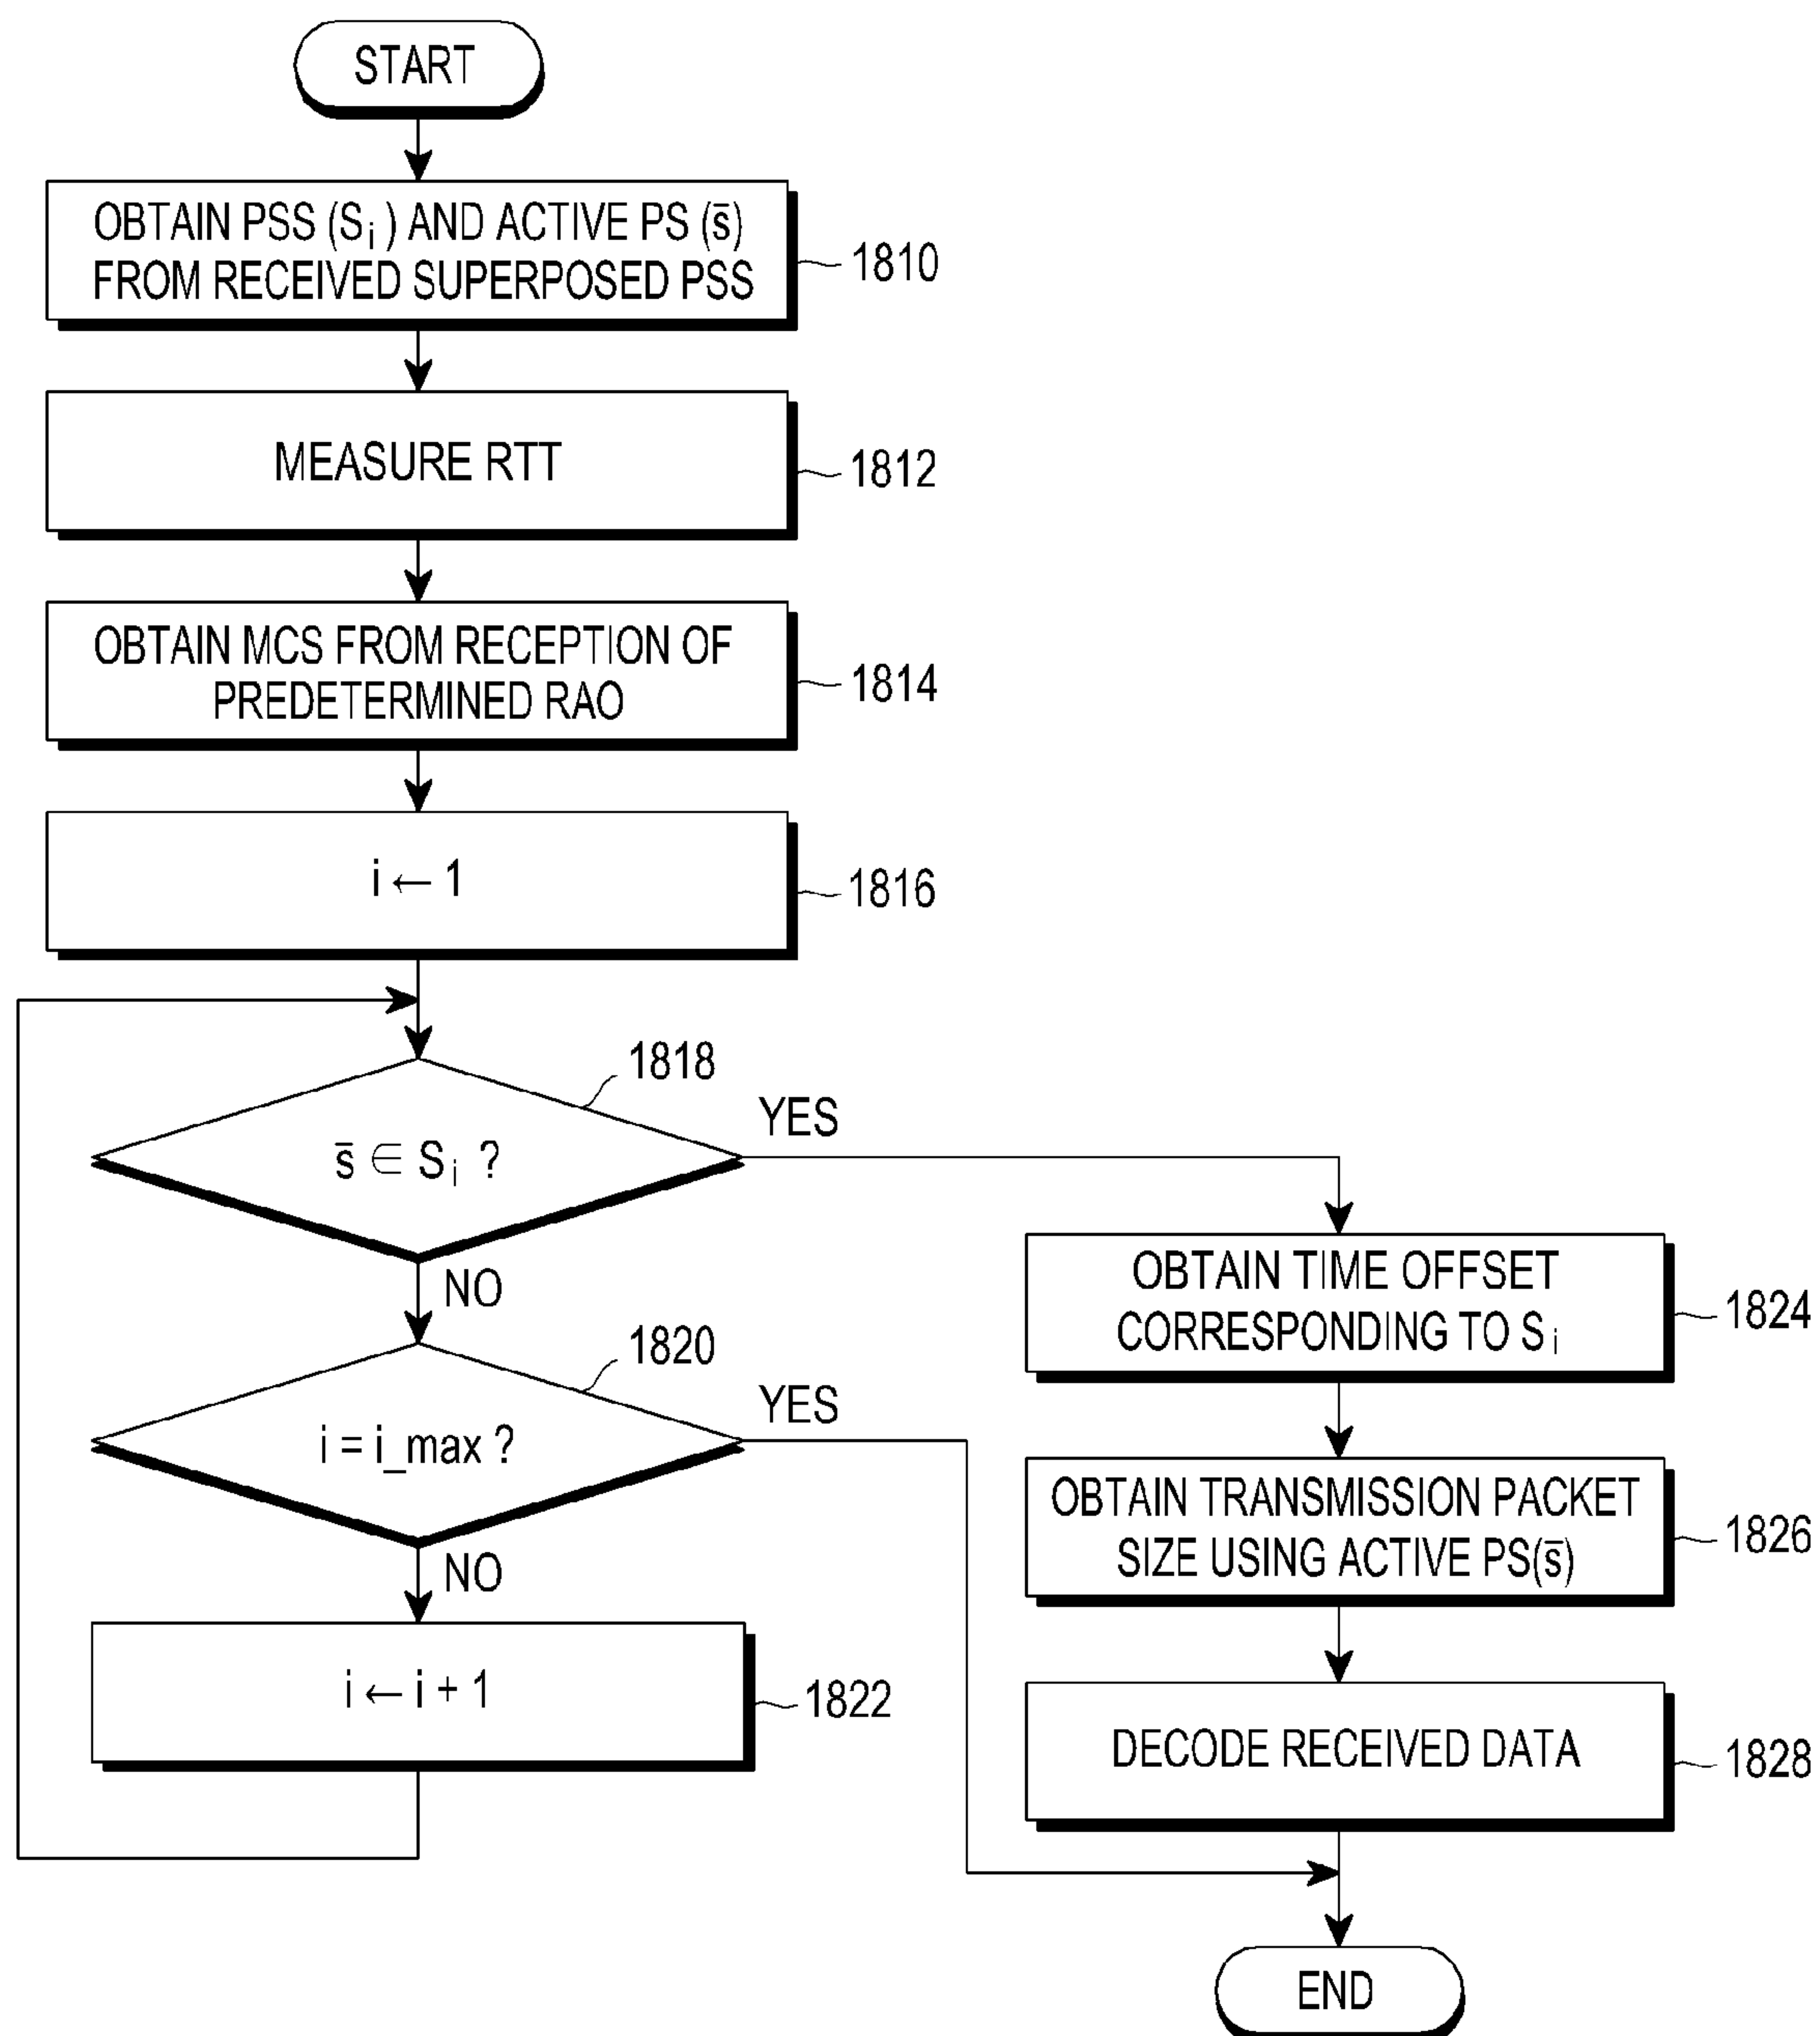 START
OBTAIN PSS (Sᵢ) AND ACTIVE PS (s̄)
FROM RECEIVED SUPERPOSED PSS
1810
MEASURE RTT
1812
OBTAIN MCS FROM RECEPTION OF
PREDETERMINED RAO
1814
i ← 1
1816
1818
s̄ ∈ Sᵢ ?
YES
NO
1820
i = i_max ?
YES
NO
i ← i + 1
1822
OBTAIN TIME OFFSET
CORRESPONDING TO Sᵢ
1824
OBTAIN TRANSMISSION PACKET
SIZE USING ACTIVE PS(s̄)
1826
DECODE RECEIVED DATA
1828
END